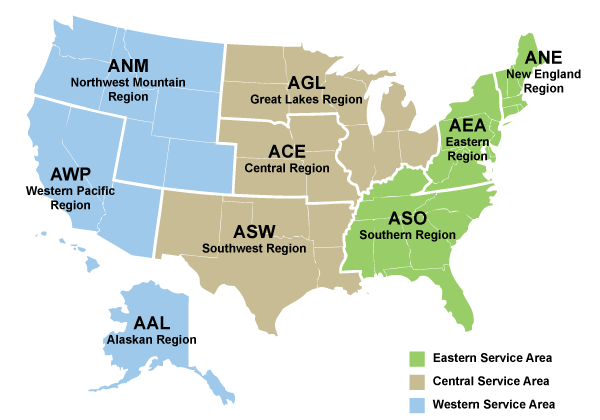 ANM
Northwest Mountain
Region
AGL
Great Lakes Region
ANE
New England
Region
AEA
Eastern
Region
ACE
Central Region
AWP
Western Pacific
Region
ASW
Southwest Region
ASO
Southern Region
AAL
Alaskan Region
Eastern Service Area
Central Service Area
Western Service Area